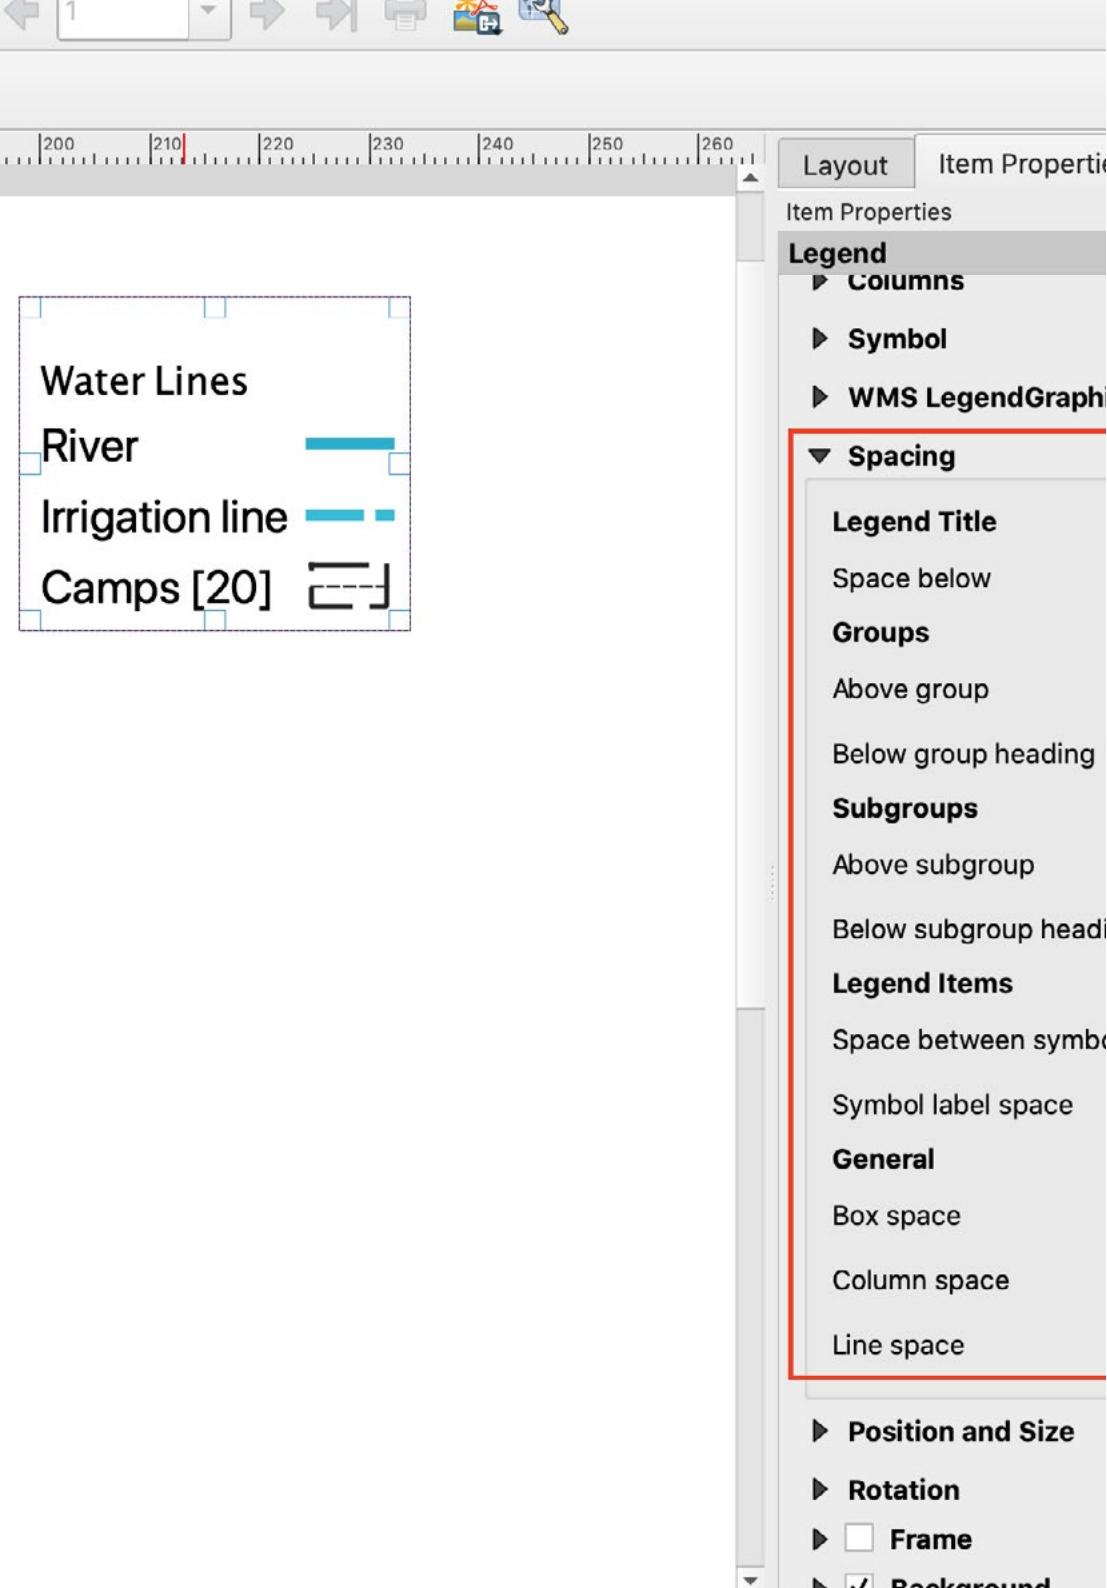 1
200 210 220 230 240 250 260
Layout Item Properti
Item Properties
Legend
Columns
Symbol
WMS LegendGraphi
Spacing
Legend Title
Space below
Groups
Above group
Below group heading
Subgroups
Above subgroup
Below subgroup headi
Legend Items
Space between symbo
Symbol label space
General
Box space
Column space
Line space
Position and Size
Rotation
Frame
Background
Water Lines
River
Irrigation line
Camps [20]